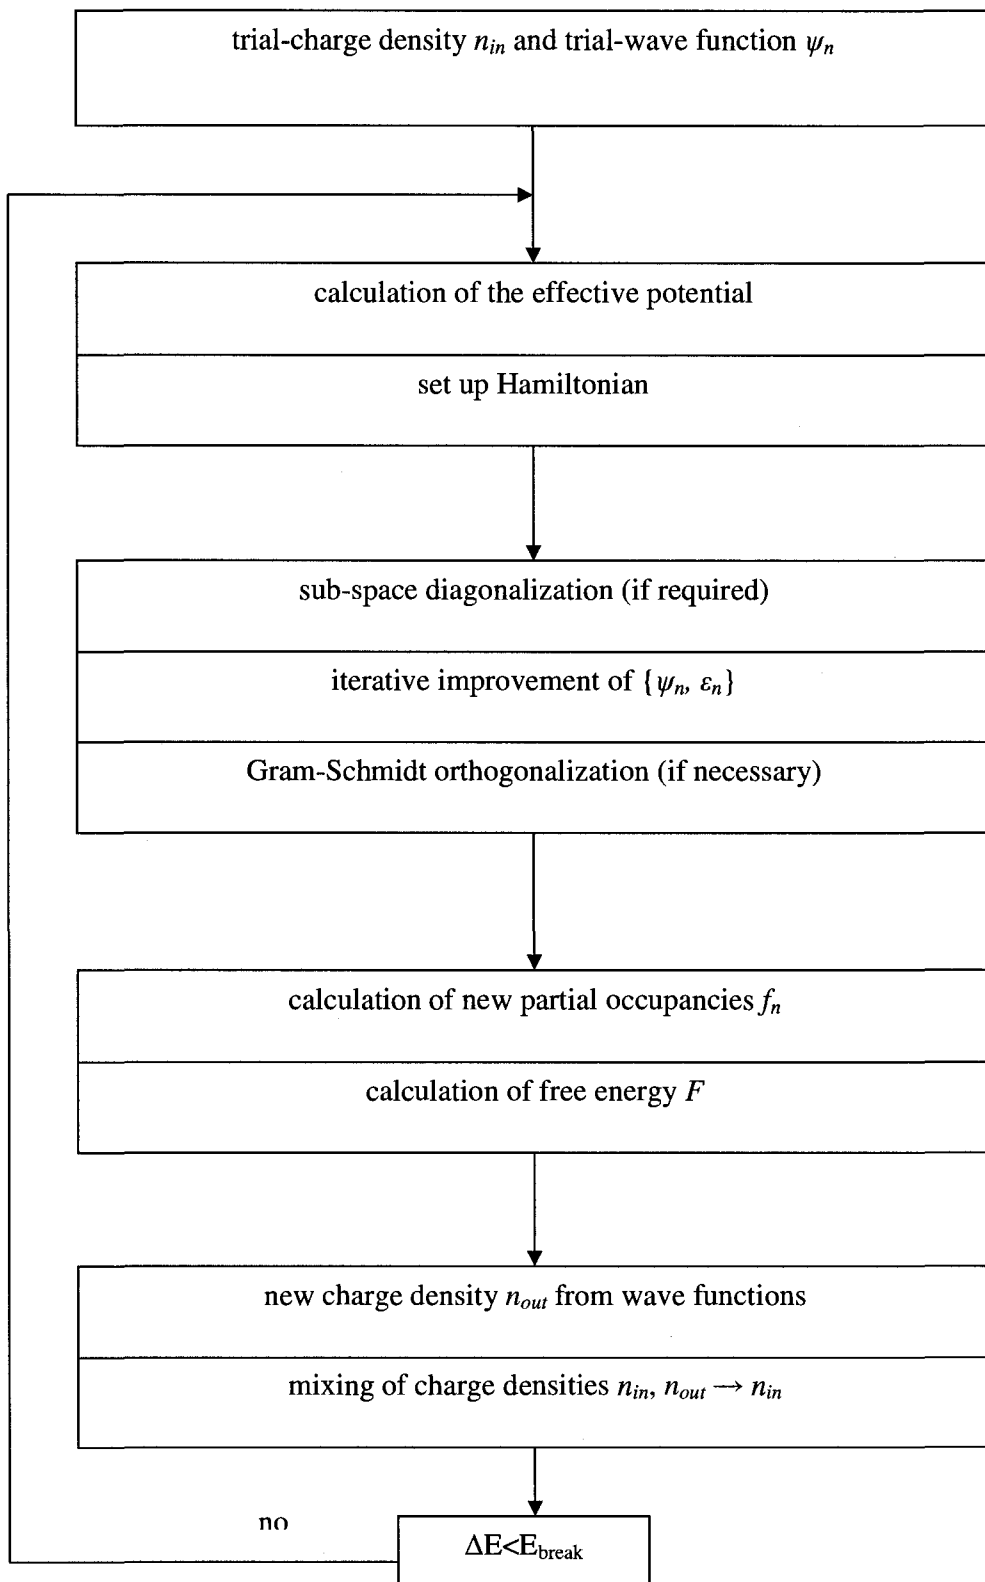 trial-charge density n_in and trial-wave function ψ_n
calculation of the effective potential
set up Hamiltonian
sub-space diagonalization (if required)
iterative improvement of {ψ_n, ε_n}
Gram-Schmidt orthogonalization (if necessary)
calculation of new partial occupancies f_n
calculation of free energy F
new charge density n_out from wave functions
mixing of charge densities n_in, n_out → n_in
no
ΔE<E_break